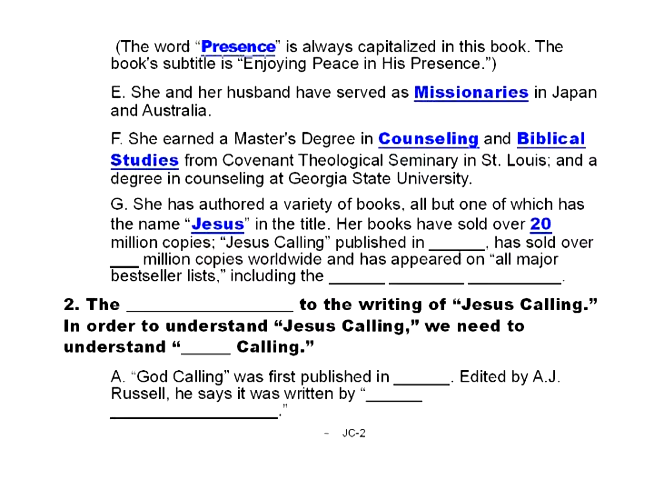 (The word “Presence” is always capitalized in this book. The
book's subtitle is “Enjoying Peace in His Presence.”)
E. She and her husband have served as Missionaries in Japan
and Australia.
F. She earned a Master's Degree in Counseling and Biblical
Studies from Covenant Theological Seminary in St. Louis; and a
degree in counseling at Georgia State University.
G. She has authored a variety of books, all but one of which has
the name “Jesus” in the title. Her books have sold over 20
million copies; “Jesus Calling” published in ______, has sold over
___ million copies worldwide and has appeared on “all major
bestseller lists,” including the ______ ________ __________.
2. The __________________ to the writing of “Jesus Calling.”
In order to understand “Jesus Calling,” we need to
understand “_____ Calling.”
A. “God Calling” was first published in ______. Edited by A.J.
Russell, he says it was written by “______
__________________.”
– JC-2